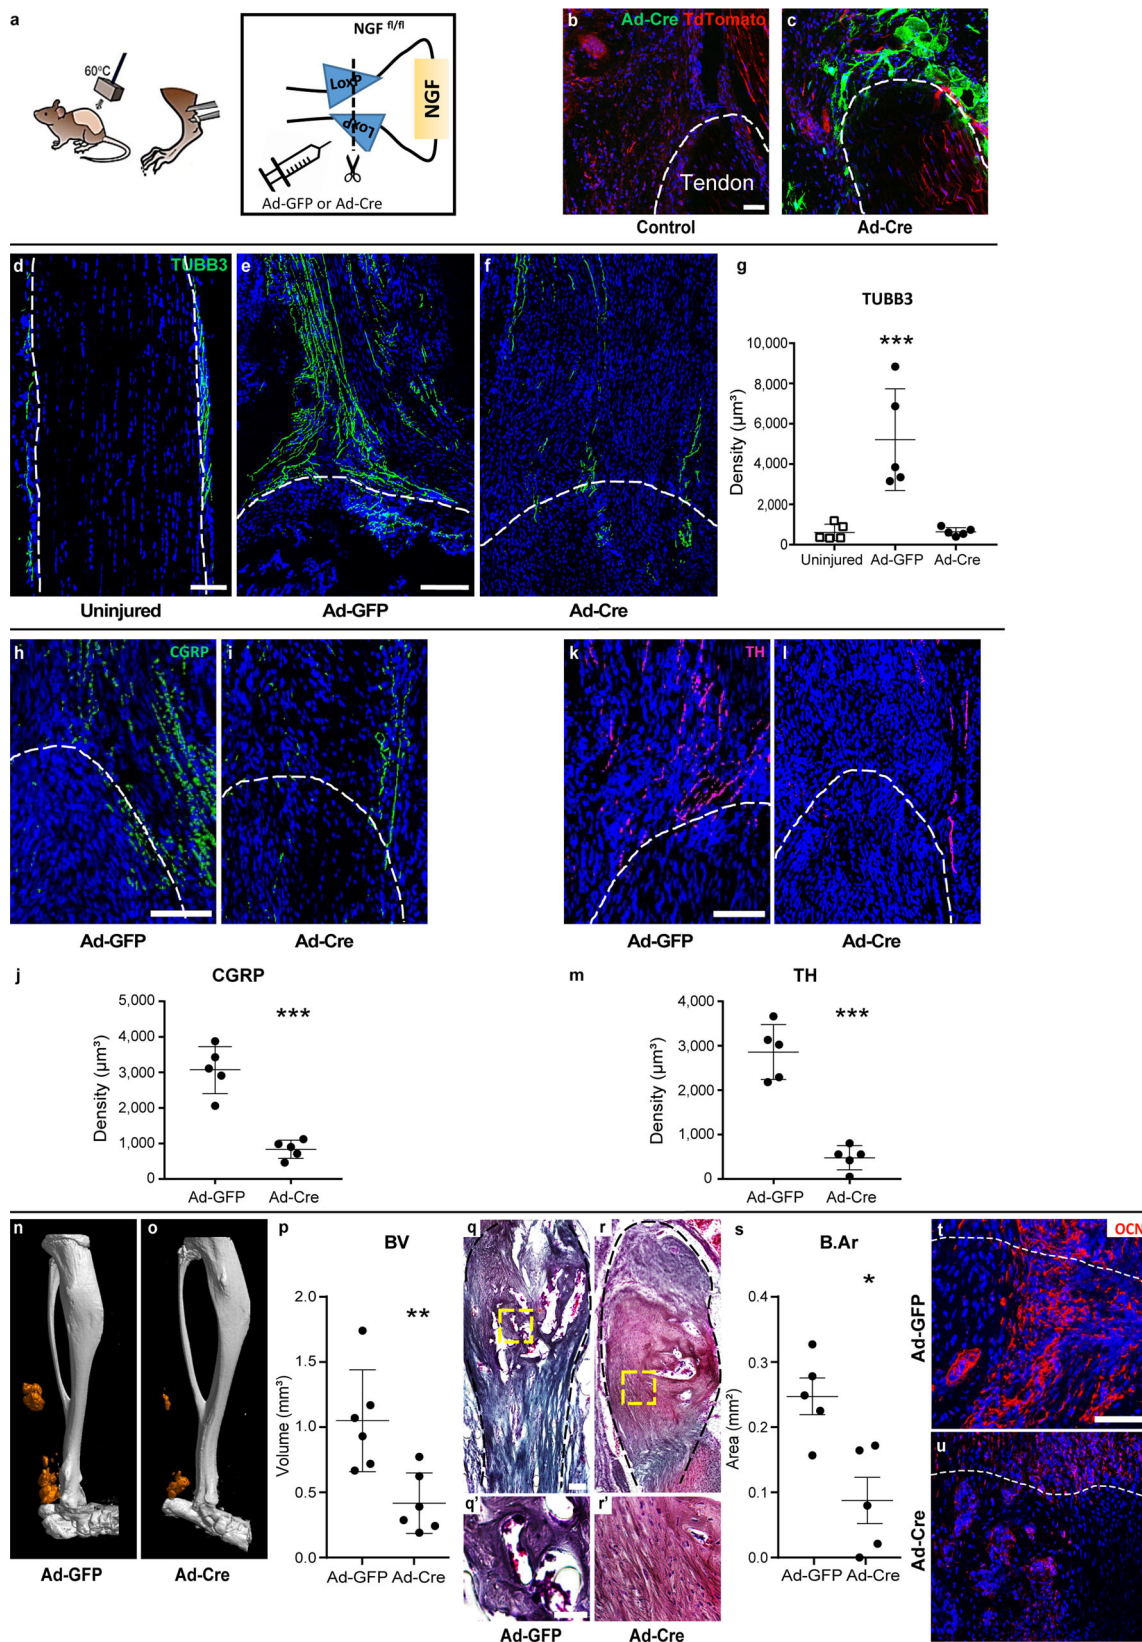 a
NGF fl/fl
60°C
LoxP
LoxP
NGF
Ad-GFP or Ad-Cre
b
Ad-Cre TdTomato
c
Tendon
Control
Ad-Cre
d
TUBB3
e
f
g
TUBB3
***
10,000
8,000
6,000
4,000
2,000
0
Density (µm³)
Uninjured
Ad-GFP
Ad-Cre
Uninjured
Ad-GFP
Ad-Cre
h
CGRP
i
k
TH
l
Ad-GFP
Ad-Cre
Ad-GFP
Ad-Cre
j
CGRP
***
5,000
4,000
3,000
2,000
1,000
0
Density (µm³)
Ad-GFP
Ad-Cre
m
TH
***
4,000
3,000
2,000
1,000
0
Density (µm³)
Ad-GFP
Ad-Cre
n
o
Ad-GFP
Ad-Cre
p
BV
**
2.0
1.5
1.0
0.5
0.0
Volume (mm³)
Ad-GFP
Ad-Cre
q
r
q'
r'
Ad-GFP
Ad-Cre
s
B.Ar
*
0.4
0.3
0.2
0.1
0.0
Area (mm²)
Ad-GFP
Ad-Cre
t
OCN
Ad-GFP
u
Ad-Cre